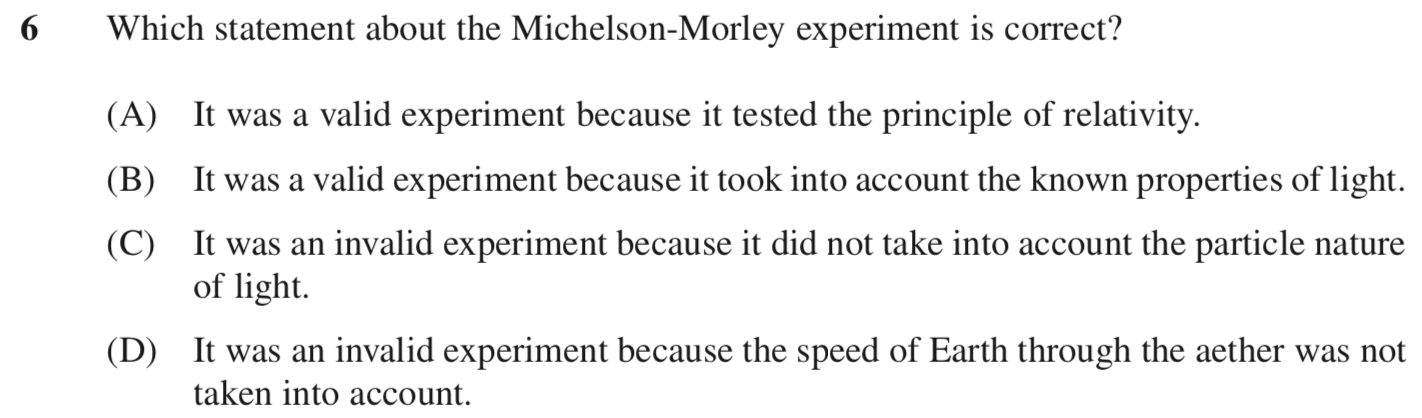 6 Which statement about the Michelson-Morley experiment is correct?
(A) It was a valid experiment because it tested the principle of relativity.
(B) It was a valid experiment because it took into account the known properties of light.
(C) It was an invalid experiment because it did not take into account the particle nature
of light.
(D) It was an invalid experiment because the speed of Earth through the aether was not
taken into account.